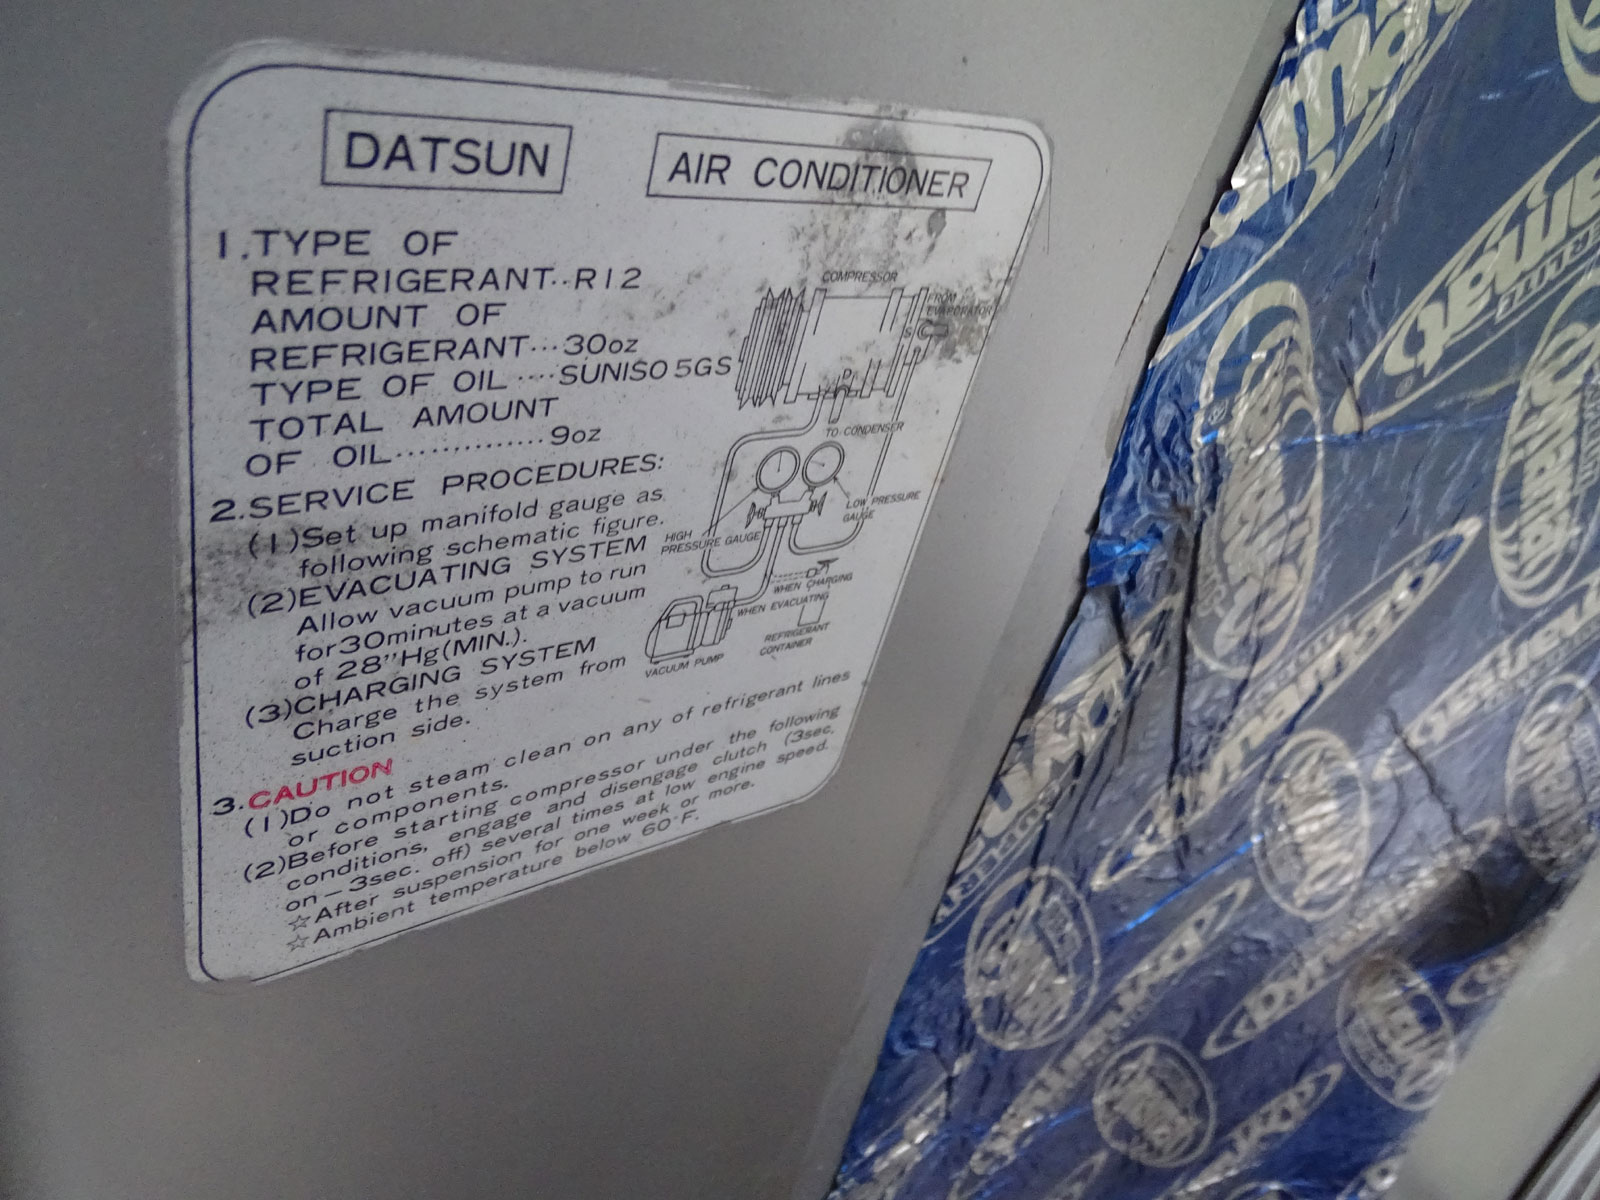 DATSUN
AIR CONDITIONER
1. TYPE OF
REFRIGERANT··R12
AMOUNT OF
REFRIGERANT···30oz
TYPE OF OIL····SUNISO 5GS
TOTAL AMOUNT
OF OIL·············9oz
2. SERVICE PROCEDURES:
(1) Set up manifold gauge as
following schematic figure.
(2) EVACUATING SYSTEM
Allow vacuum pump to run
for 30minutes at a vacuum
of 28"Hg(MIN.).
(3) CHARGING SYSTEM
Charge the system from
suction side.
COMPRESSOR
FROM
EVAPORATOR
S
TO CONDENSER
HIGH
PRESSURE GAUGE
LOW PRESSURE
GAUGE
WHEN CHARGING
WHEN EVACUATING
REFRIGERANT
CONTAINER
VACUUM PUMP
3. CAUTION
(1) Do not steam clean on any of refrigerant lines
or components.
(2) Before starting compressor under the following
conditions, engage and disengage clutch (3sec.
on—3sec. off) several times at low engine speed.
☆After suspension for one week or more.
☆Ambient temperature below 60°F.